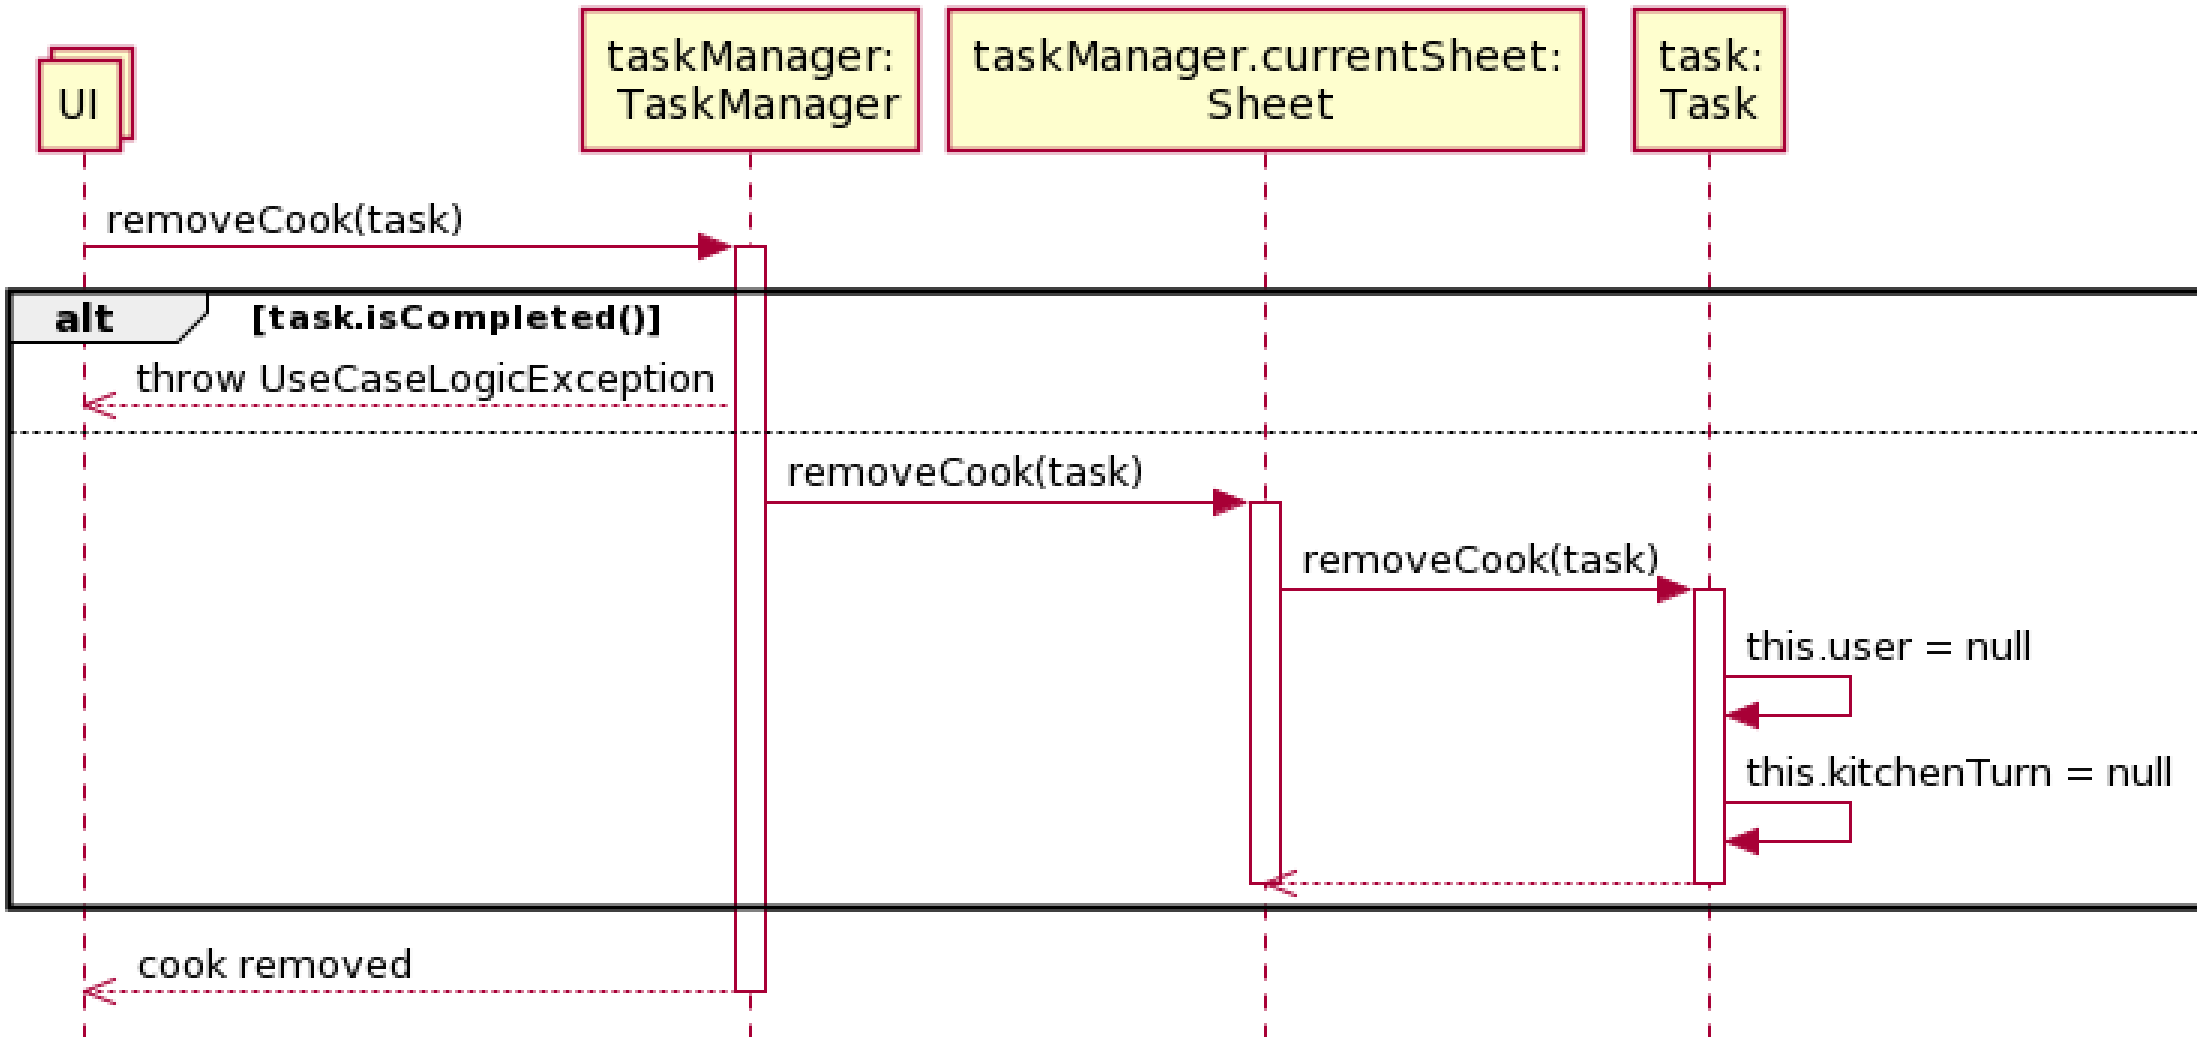 UI
taskManager:
TaskManager
taskManager.currentSheet:
Sheet
task:
Task
removeCook(task)
alt
[task.isCompleted()]
throw UseCaseLogicException
removeCook(task)
removeCook(task)
this.user = null
this.kitchenTurn = null
cook removed